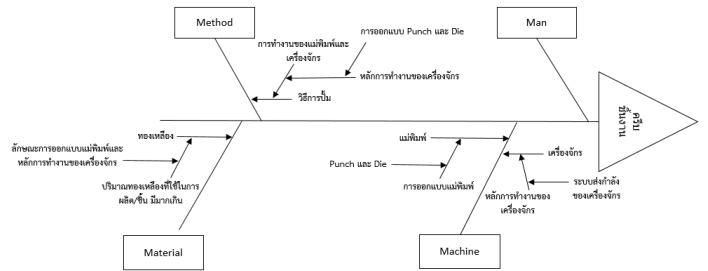 Method
Man
การออกแบบ Punch และ Die
การทำงานของแม่พิมพ์และ
เครื่องจักร
หลักการทำงานของเครื่องจักร
วิธีการปั๊ม
ครีบ
ชิ้นงาน
ทองเหลือง
ลักษณะการออกแบบแม่พิมพ์และ
หลักการทำงานของเครื่องจักร
ปริมาณทองเหลืองที่ใช้ในการ
ผลิต/ชิ้น มีมากเกิน
แม่พิมพ์
Punch และ Die
การออกแบบแม่พิมพ์
เครื่องจักร
ระบบส่งกำลัง
ของเครื่องจักร
หลักการทำงานของ
เครื่องจักร
Material
Machine